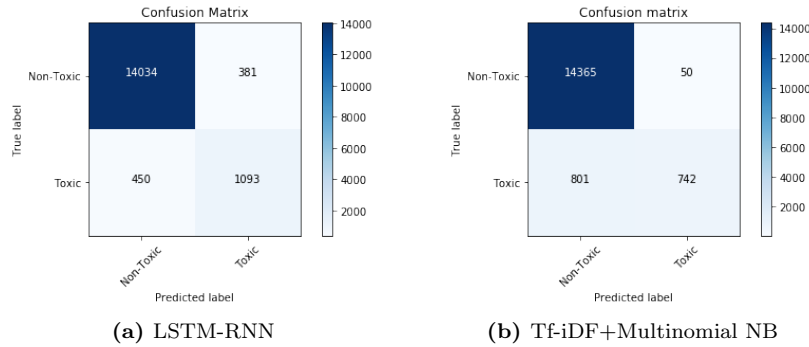 Confusion Matrix
Non-Toxic
Toxic
True label
14034
381
450
1093
Non-Toxic
Toxic
Predicted label
14000
12000
10000
8000
6000
4000
2000
(a) LSTM-RNN
Confusion matrix
Non-Toxic
Toxic
True label
14365
50
801
742
Non-Toxic
Toxic
Predicted label
14000
12000
10000
8000
6000
4000
2000
(b) Tf-iDF+Multinomial NB